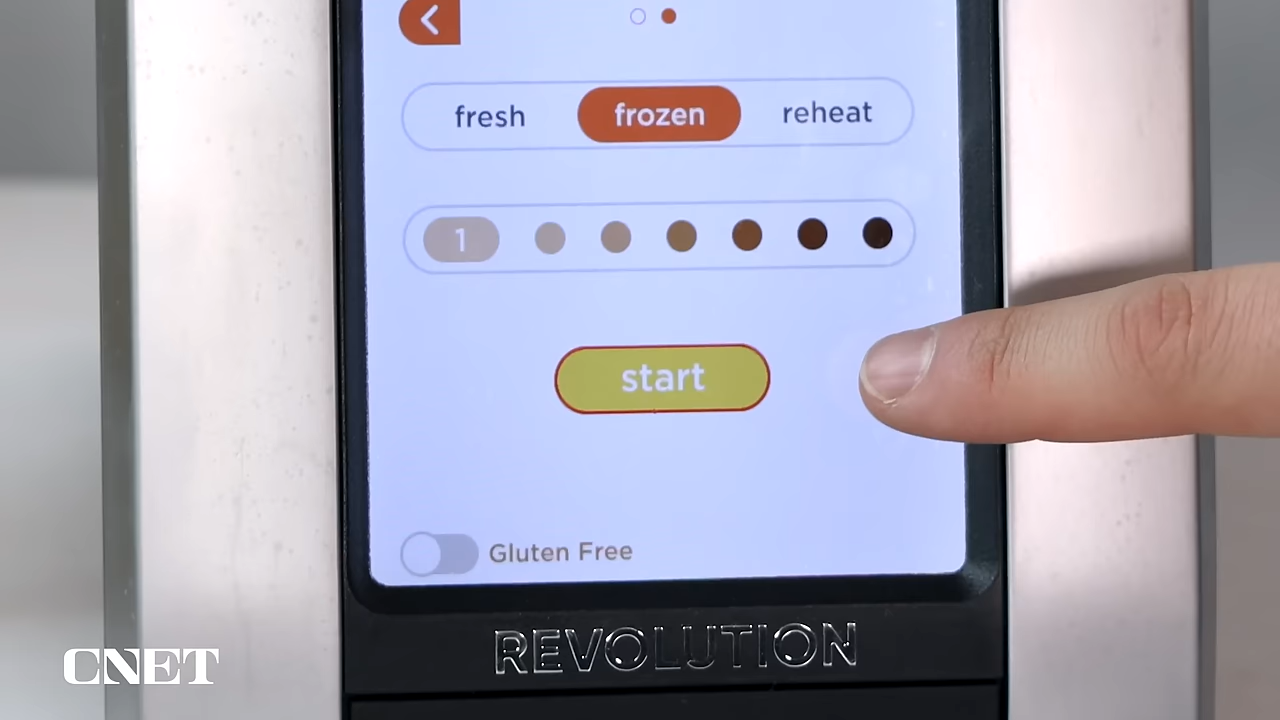 fresh frozen reheat
1
start
Gluten Free
REVOLUTION
CNET